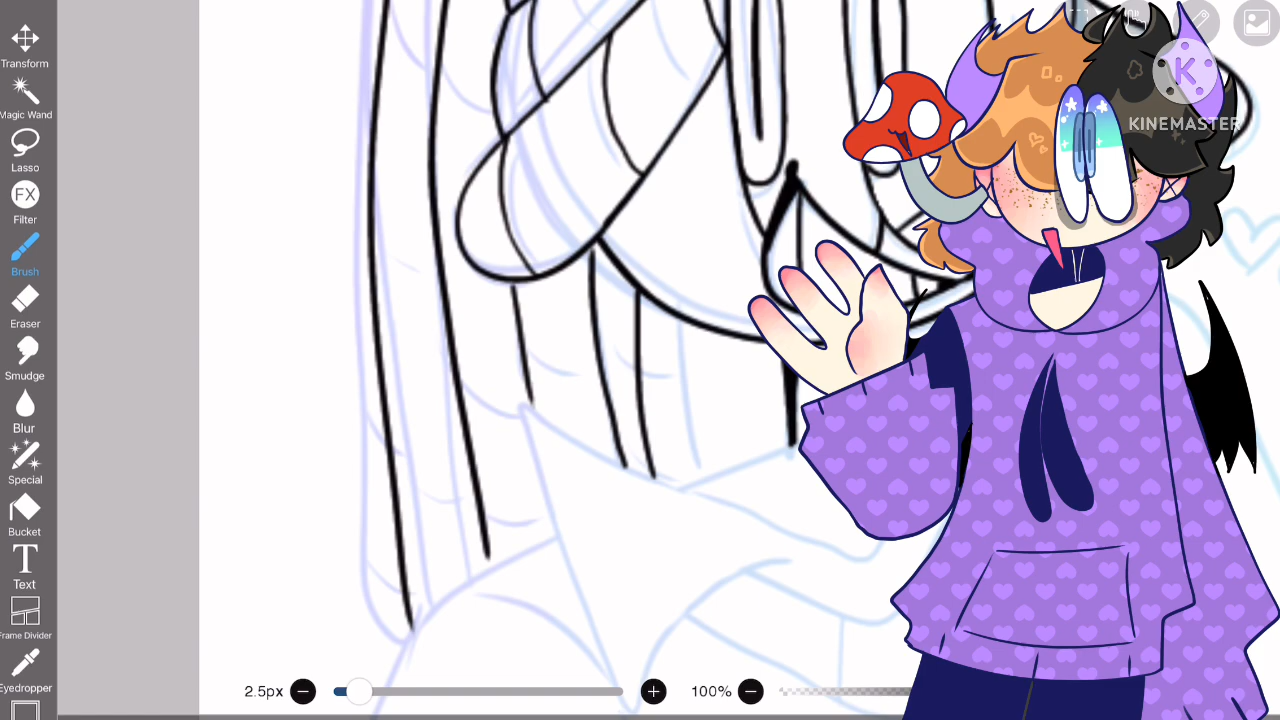 Transform
Magic Wand
Lasso
FX
Filter
Brush
Eraser
Smudge
Blur
Special
Bucket
T
Text
Frame Divider
Eyedropper
K
KINEMASTER
2.5px
100%